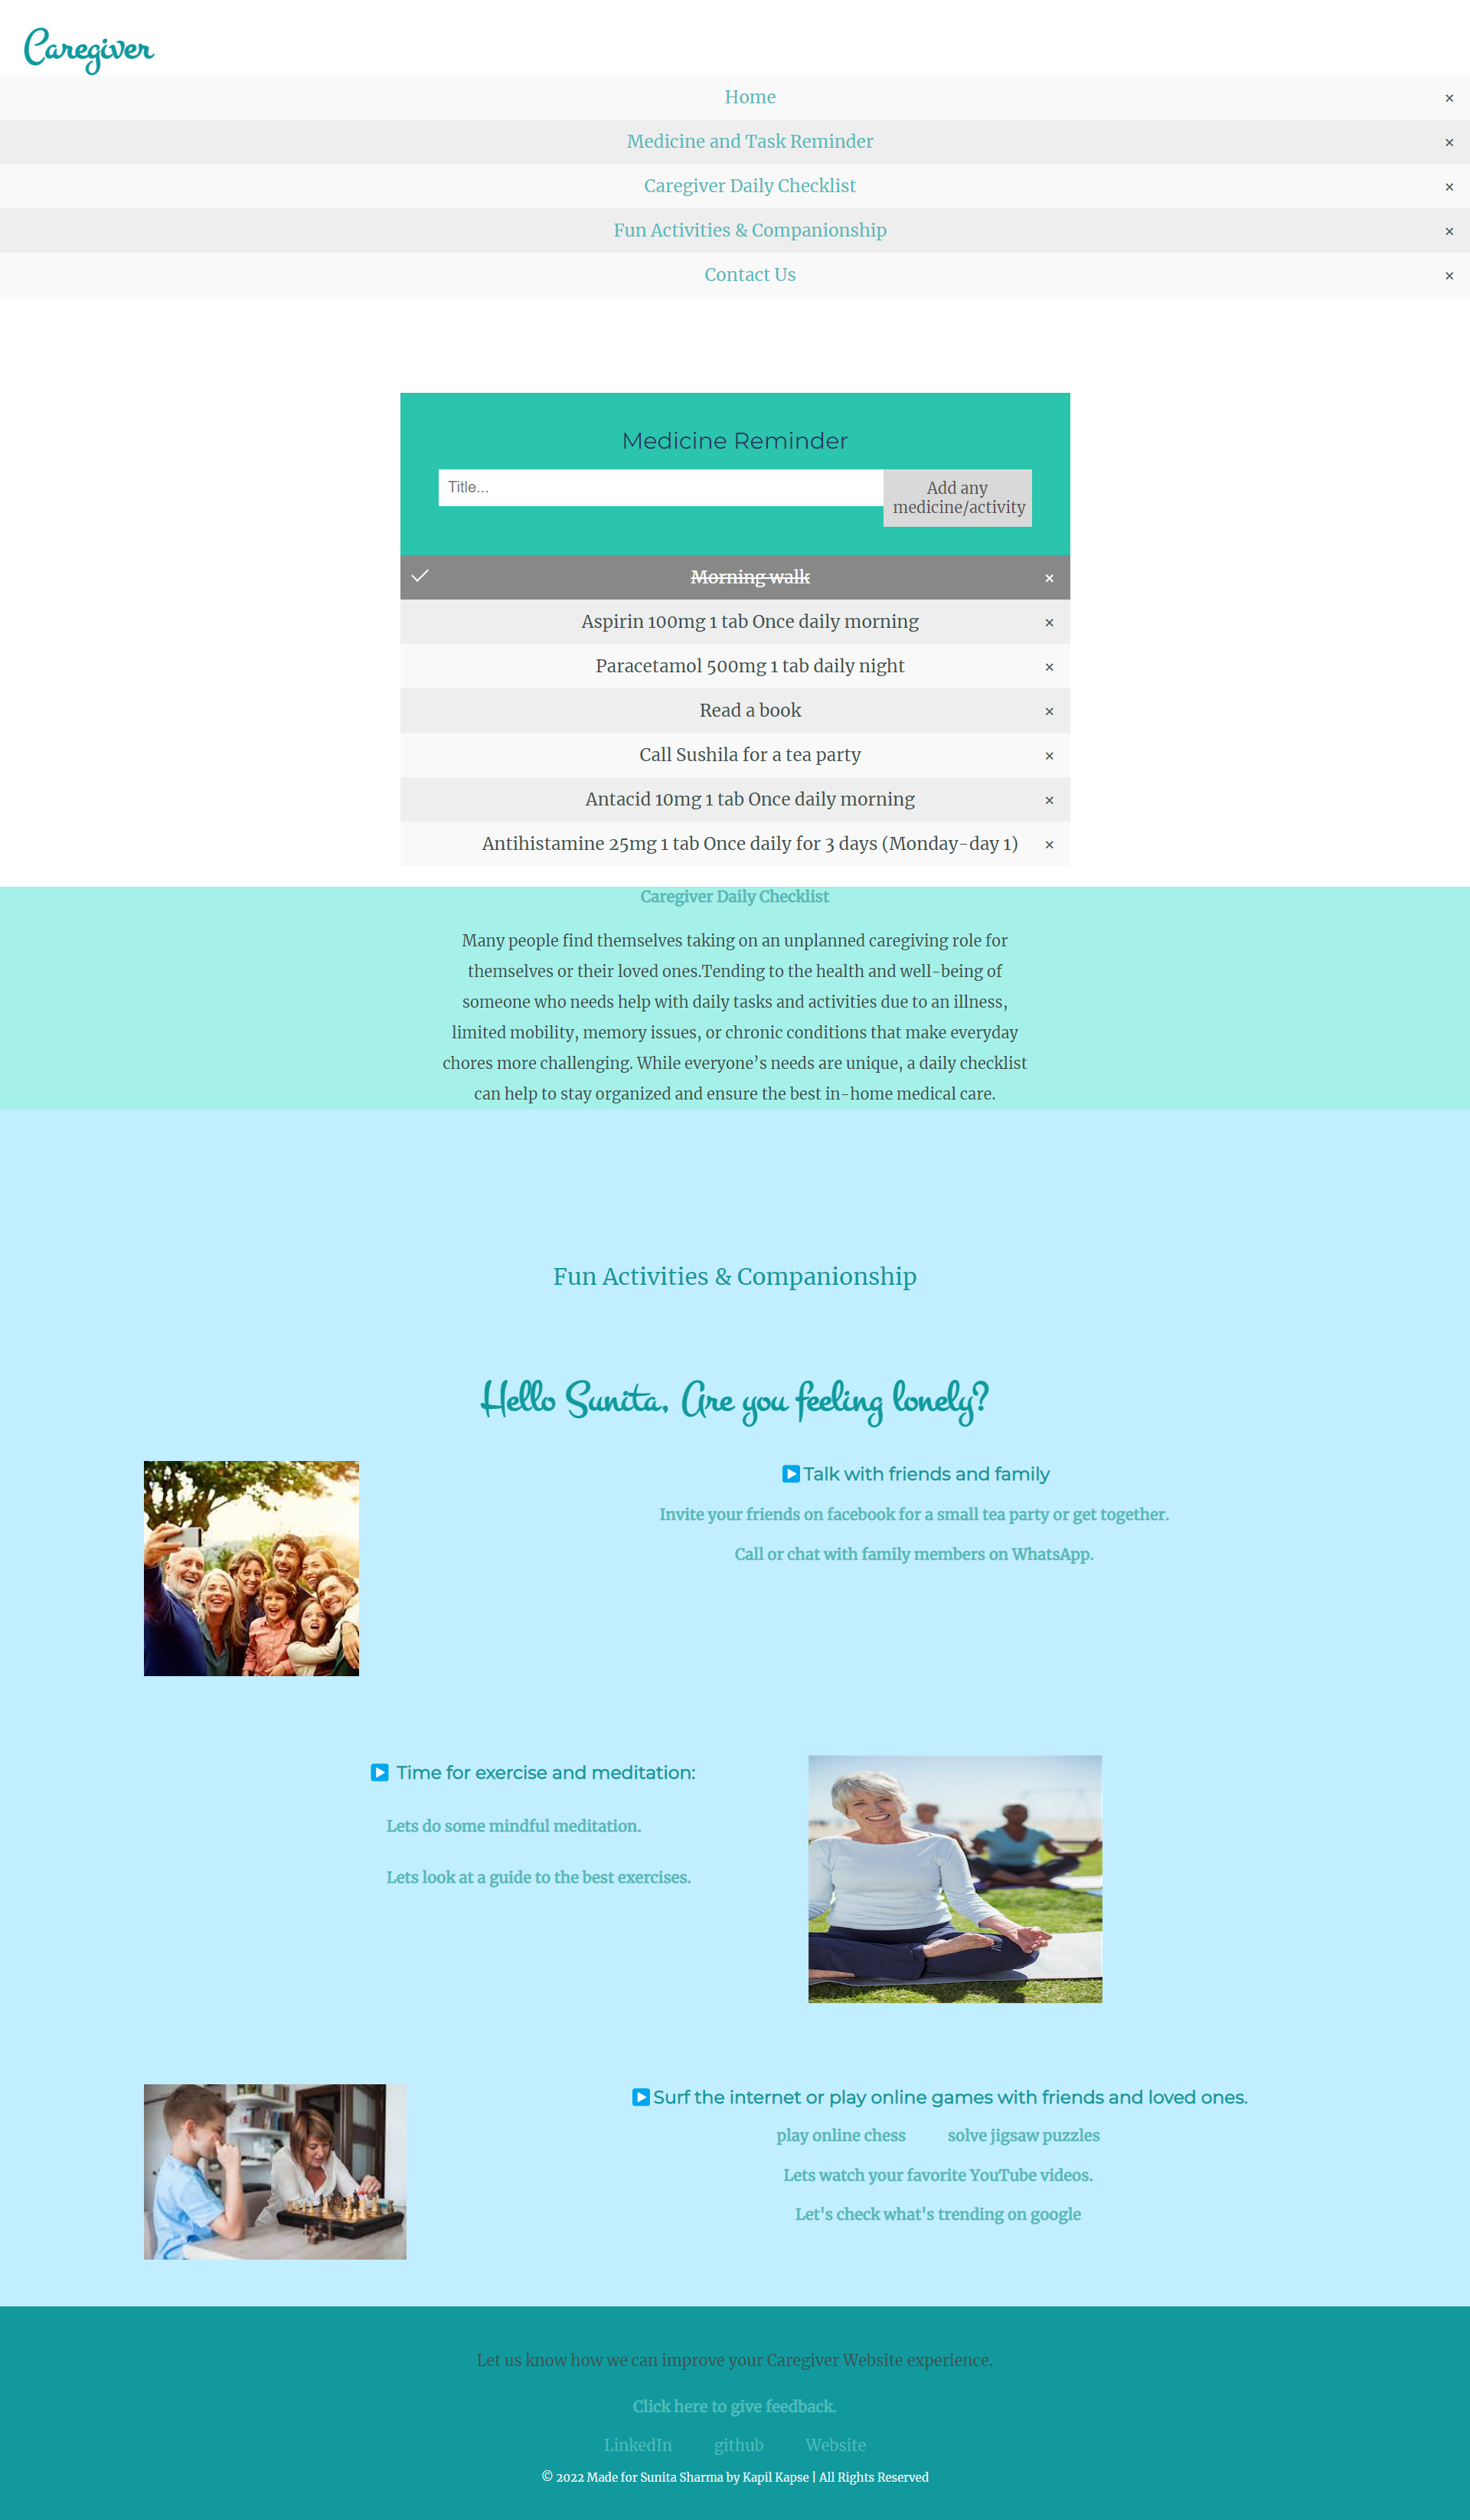 Caregiver
Home ×
Medicine and Task Reminder ×
Caregiver Daily Checklist ×
Fun Activities & Companionship ×
Contact Us ×
Medicine Reminder
Title...
Add any
medicine/activity
Morning walk ×
Aspirin 100mg 1 tab Once daily morning ×
Paracetamol 500mg 1 tab daily night ×
Read a book ×
Call Sushila for a tea party ×
Antacid 10mg 1 tab Once daily morning ×
Antihistamine 25mg 1 tab Once daily for 3 days (Monday-day 1) ×
Caregiver Daily Checklist
Many people find themselves taking on an unplanned caregiving role for
themselves or their loved ones.Tending to the health and well-being of
someone who needs help with daily tasks and activities due to an illness,
limited mobility, memory issues, or chronic conditions that make everyday
chores more challenging. While everyone’s needs are unique, a daily checklist
can help to stay organized and ensure the best in-home medical care.
Fun Activities & Companionship
Hello Sunita, Are you feeling lonely?
Talk with friends and family
Invite your friends on facebook for a small tea party or get together.
Call or chat with family members on WhatsApp.
Time for exercise and meditation:
Lets do some mindful meditation.
Lets look at a guide to the best exercises.
Surf the internet or play online games with friends and loved ones.
play online chess solve jigsaw puzzles
Lets watch your favorite YouTube videos.
Let's check what's trending on google
Let us know how we can improve your Caregiver Website experience.
Click here to give feedback.
LinkedIn github Website
© 2022 Made for Sunita Sharma by Kapil Kapse | All Rights Reserved